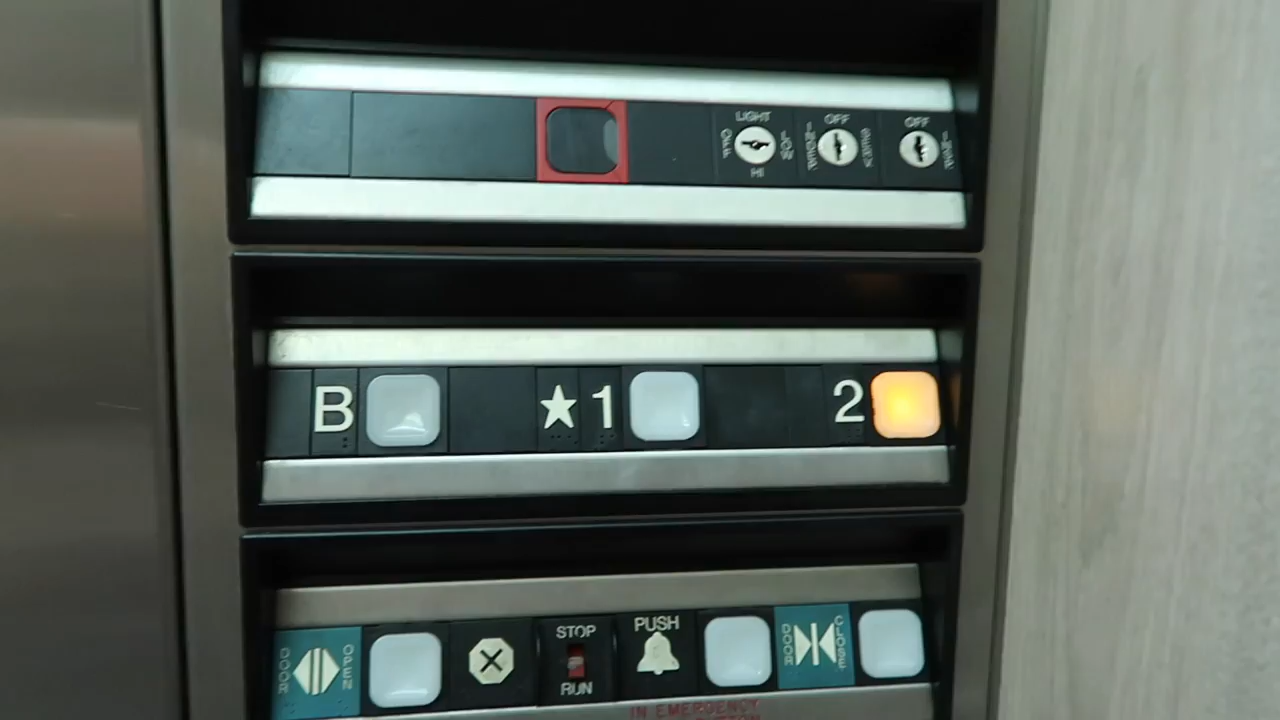 LIGHT OFF LOW HI
OFF
OFF
B ★1 2
DOOR OPEN
STOP
RUN
PUSH
DOOR CLOSE
IN EMERGENCY